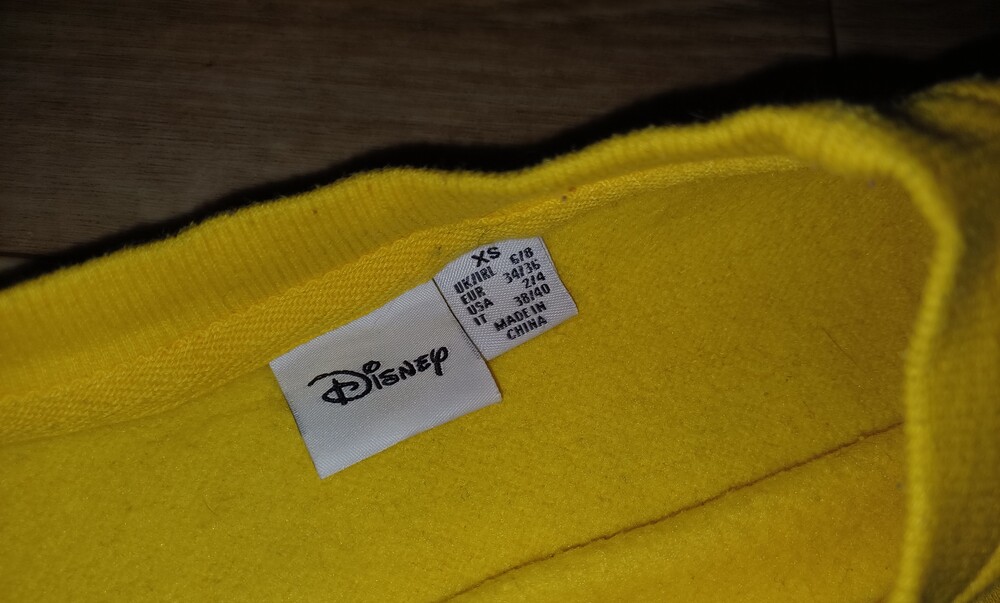 Disney
XS
UK/IRL 6/8
EUR 34/36
USA 2/4
IT 38/40
MADE IN
CHINA